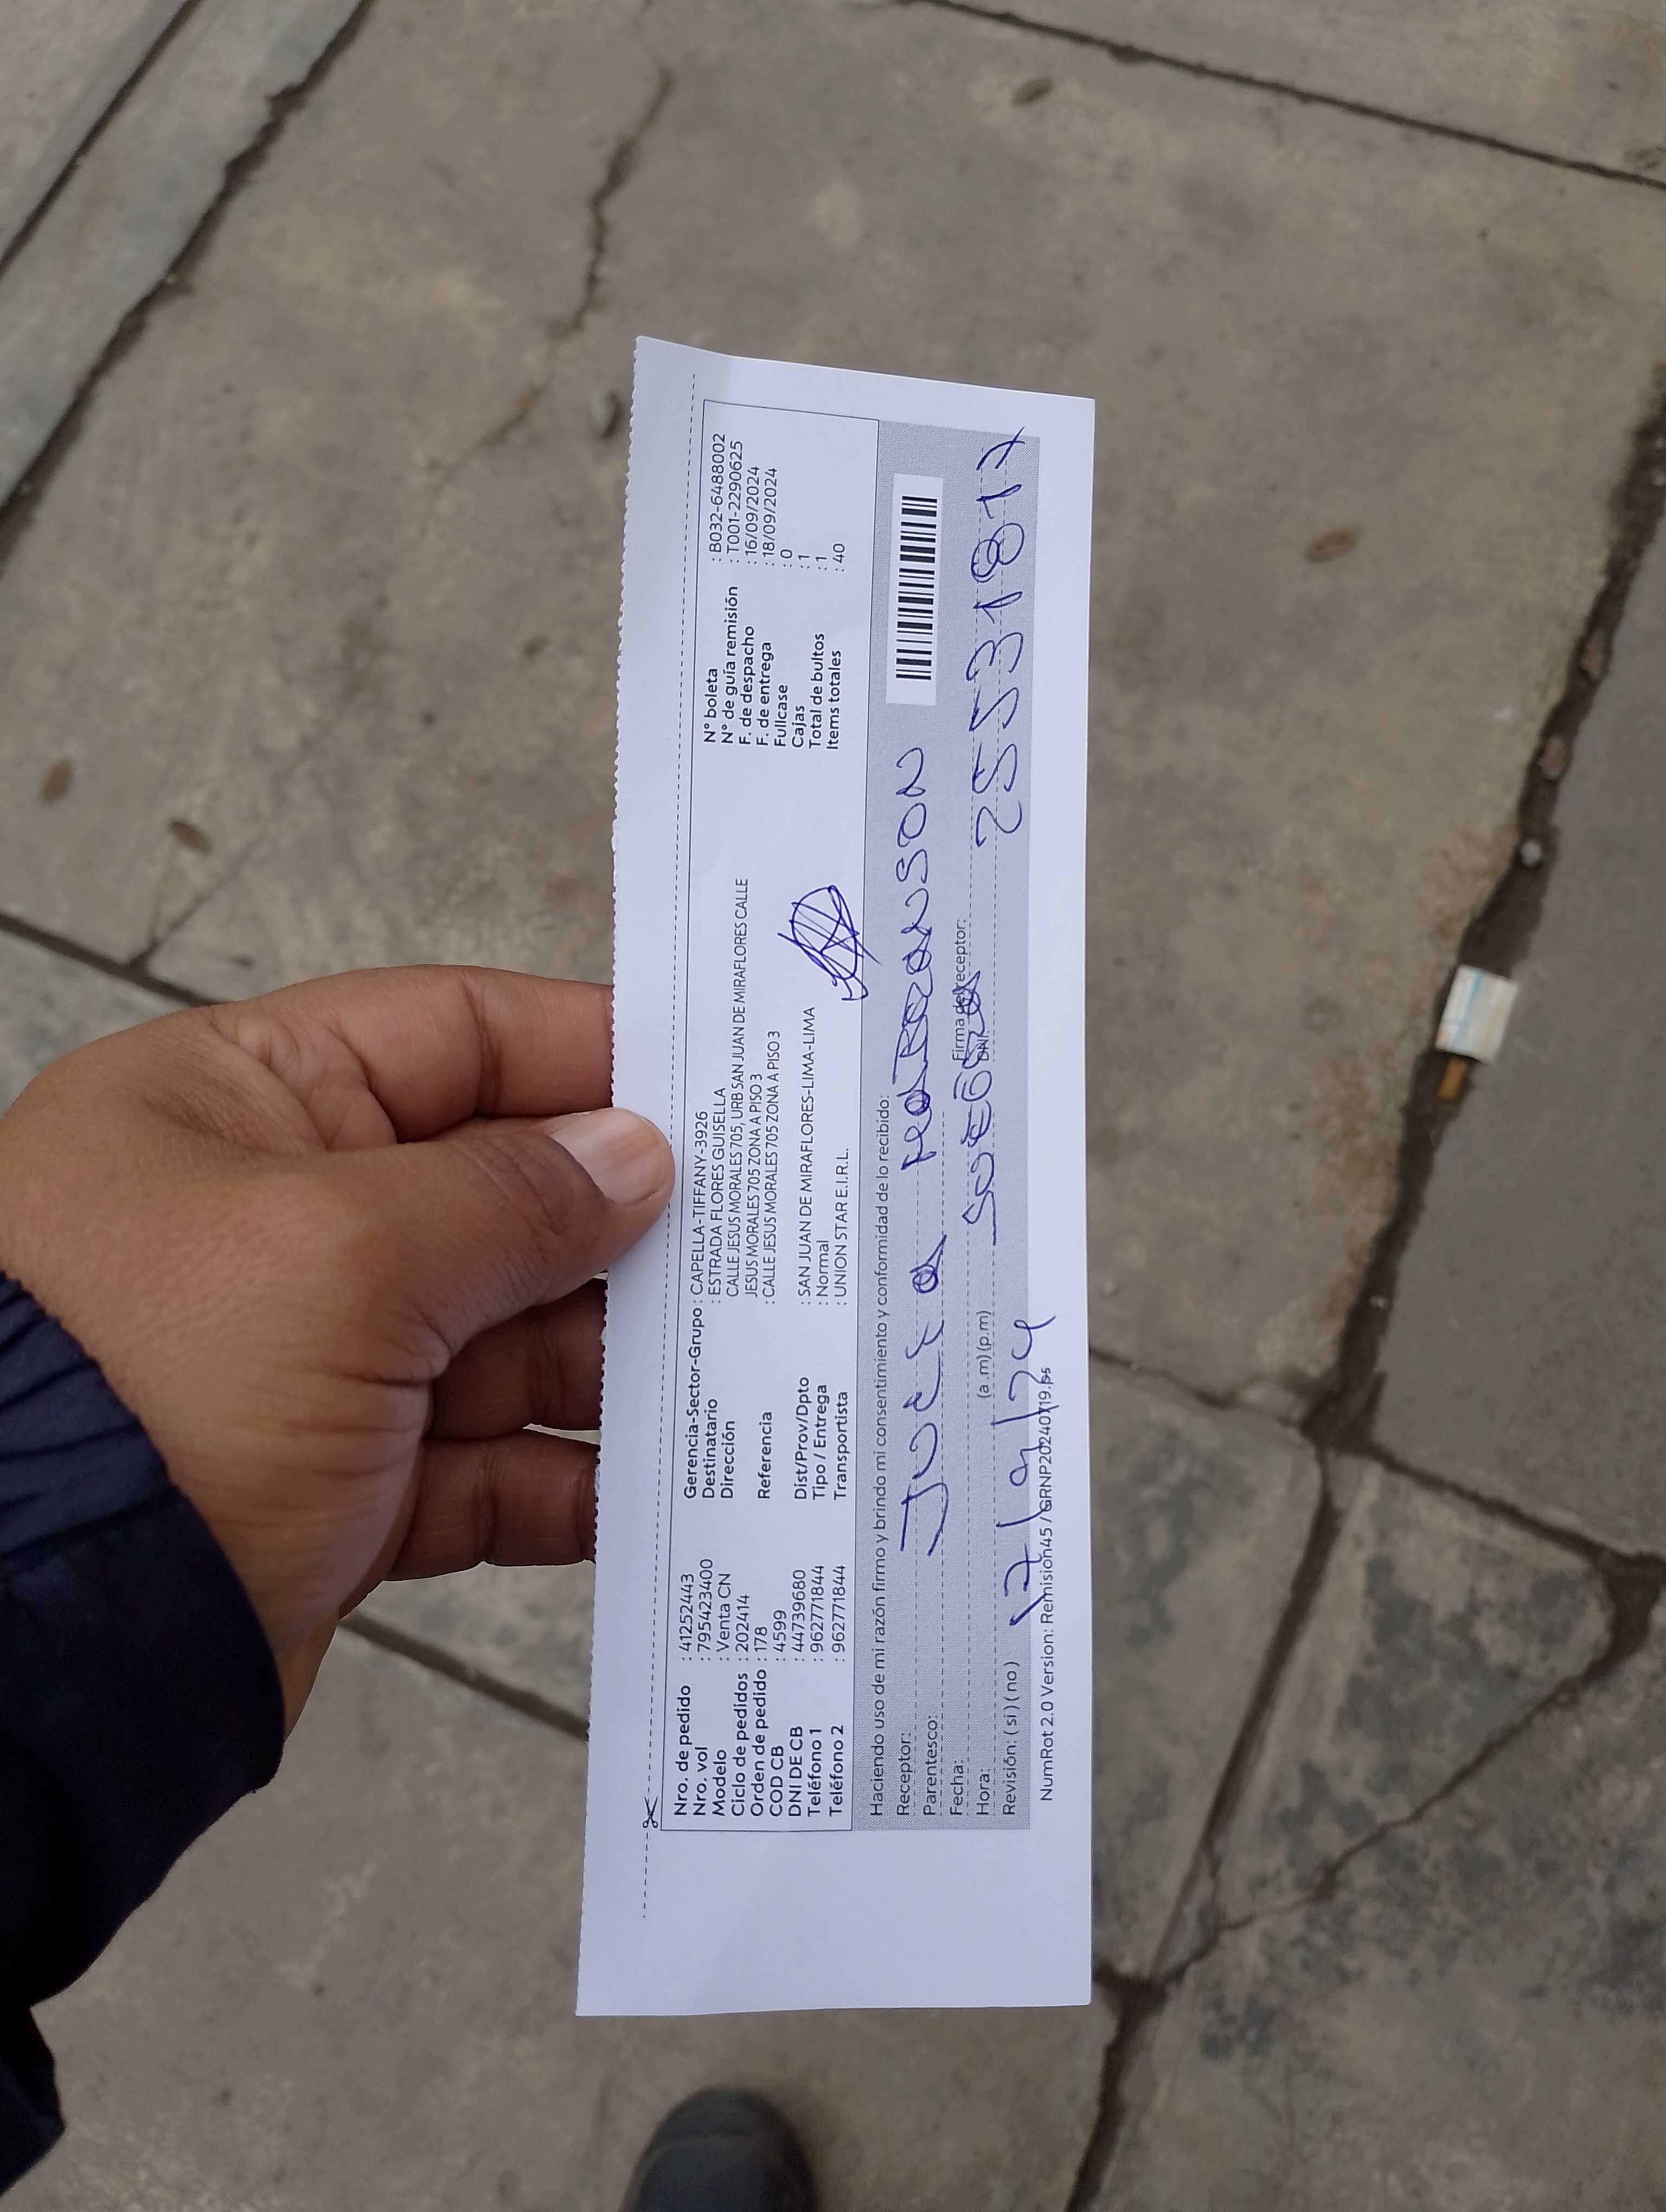 Nro. de pedido : 41252443
Nro. vol : 795423400
Modelo : Venta CN
Ciclo de pedidos : 202414
Orden de pedido : 178
COD CB : 4599
DNI DE CB : 44739680
Teléfono 1 : 962771844
Teléfono 2 : 962771844
Gerencia-Sector-Grupo : CAPELLA-TIFFANY-3926
Destinatario : ESTRADA FLORES GUISELLA
Dirección CALLE JESUS MORALES 705, URB SAN JUAN DE MIRAFLORES CALLE
JESUS MORALES 705 ZONA A PISO 3
Referencia : CALLE JESUS MORALES 705 ZONA A PISO 3
Dist/Prov/Dpto : SAN JUAN DE MIRAFLORES-LIMA-LIMA
Tipo / Entrega : Normal
Transportista : UNION STAR E.I.R.L.
N° boleta : B032-6488002
N° de guía remisión : T001-2290625
F. de despacho : 16/09/2024
F. de entrega : 18/09/2024
Fullcase : 0
Cajas : 1
Total de bultos : 1
Items totales : 40
Haciendo uso de mi razón firmo y brindo mi consentimiento y conformidad de lo recibido:
Receptor:
Parentesco:
Fecha: Firma del receptor:
Hora: (a .m) (p.m) DNI 25531817
Revisión: ( si ) ( no ) 17/9/24
NumRot 2.0 Version: Remision45 / GRNP20240719.jss